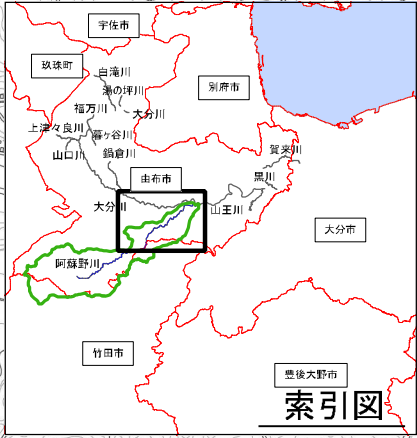 宇佐市
玖珠町
白滝川
湯の坪川
別府市
福万川
大分川
上津々良川
幕ヶ谷川
山口川
鍋倉川
賀来川
黒川
由布市
大分川
山王川
大分市
阿蘇野川
竹田市
豊後大野市
索引図